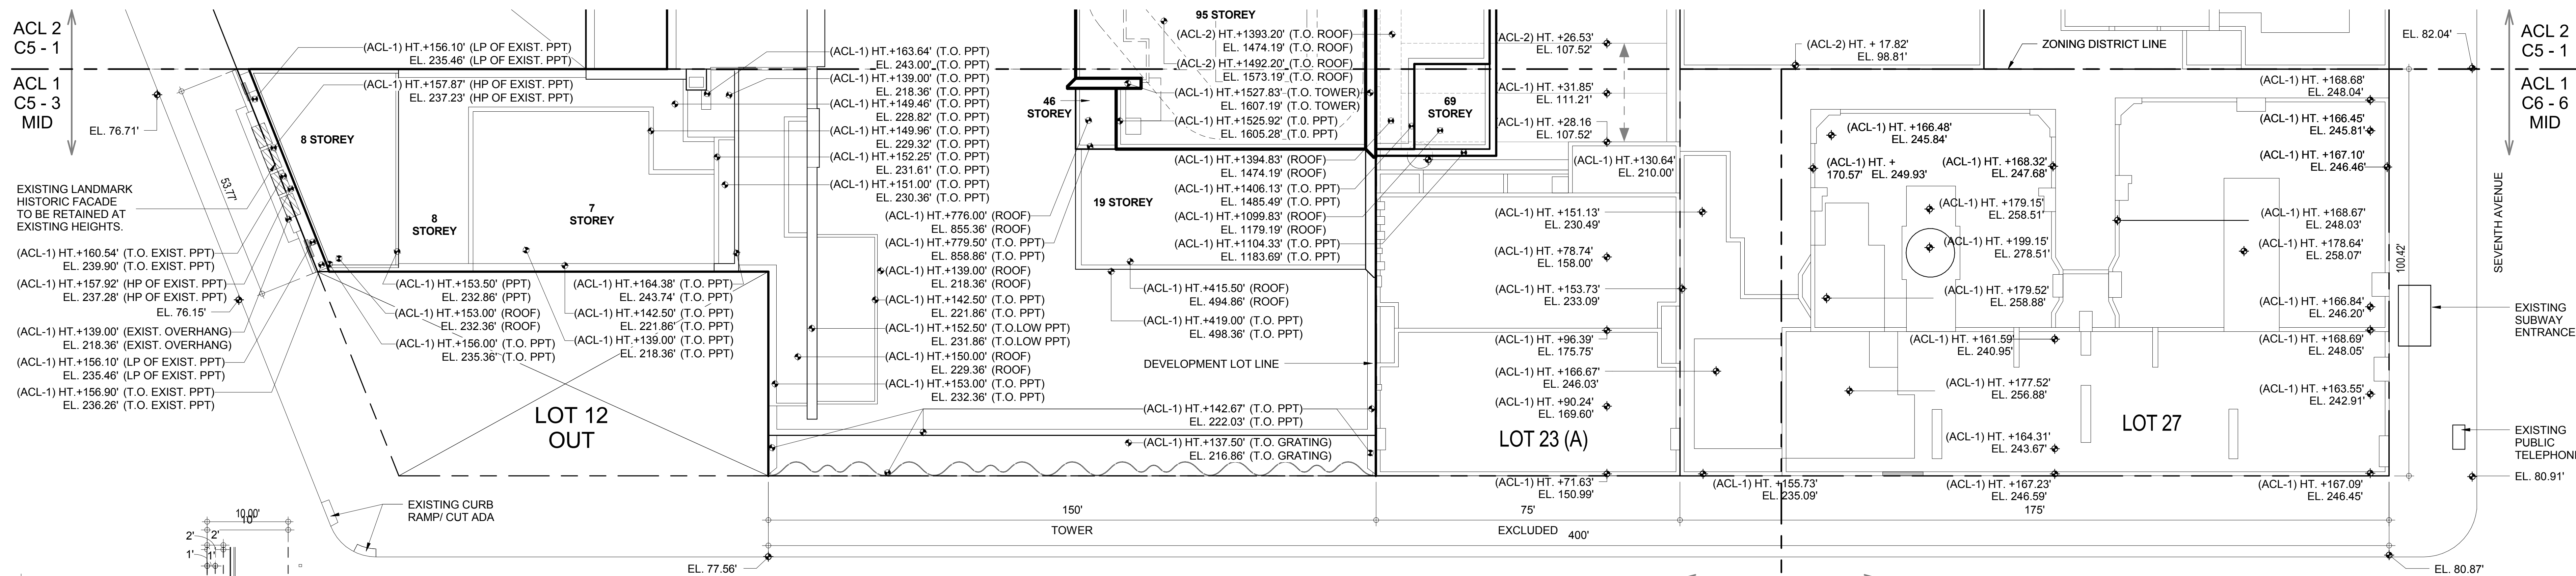 ACL 2
C5 - 1
ACL 1
C5 - 3
MID
EL. 76.71'
EXISTING LANDMARK
HISTORIC FACADE
TO BE RETAINED AT
EXISTING HEIGHTS.
(ACL-1) HT.+160.54' (T.O. EXIST. PPT)
EL. 239.90' (T.O. EXIST. PPT)
(ACL-1) HT.+157.92' (HP OF EXIST. PPT)
EL. 237.28' (HP OF EXIST. PPT)
EL. 76.15'
(ACL-1) HT.+139.00' (EXIST. OVERHANG)
EL. 218.36' (EXIST. OVERHANG)
(ACL-1) HT.+156.10' (LP OF EXIST. PPT)
EL. 235.46' (LP OF EXIST. PPT)
(ACL-1) HT.+156.90' (T.O. EXIST. PPT)
EL. 236.26' (T.O. EXIST. PPT)
53.77'
(ACL-1) HT.+156.10' (LP OF EXIST. PPT)
EL. 235.46' (LP OF EXIST. PPT)
(ACL-1) HT.+157.87' (HP OF EXIST. PPT)
EL. 237.23' (HP OF EXIST. PPT)
8 STOREY
8
STOREY
7
STOREY
(ACL-1) HT.+153.50' (PPT)
EL. 232.86' (PPT)
(ACL-1) HT.+153.00' (ROOF)
EL. 232.36' (ROOF)
(ACL-1) HT.+156.00' (T.O. PPT)
EL. 235.36' (T.O. PPT)
(ACL-1) HT.+164.38' (T.O. PPT)
EL. 243.74' (T.O. PPT)
(ACL-1) HT.+142.50' (T.O. PPT)
EL. 221.86' (T.O. PPT)
(ACL-1) HT.+139.00' (T.O. PPT)
EL. 218.36' (T.O. PPT)
LOT 12
OUT
EXISTING CURB
RAMP/ CUT ADA
10.00'
10'
2'
2'
1'
1'
EL. 77.56'
(ACL-1) HT.+163.64' (T.O. PPT)
EL. 243.00' (T.O. PPT)
(ACL-1) HT.+139.00' (T.O. PPT)
EL. 218.36' (T.O. PPT)
(ACL-1) HT.+149.46' (T.O. PPT)
EL. 228.82' (T.O. PPT)
(ACL-1) HT.+149.96' (T.O. PPT)
EL. 229.32' (T.O. PPT)
(ACL-1) HT.+152.25' (T.O. PPT)
EL. 231.61' (T.O. PPT)
(ACL-1) HT.+151.00' (T.O. PPT)
EL. 230.36' (T.O. PPT)
(ACL-1) HT.+776.00' (ROOF)
EL. 855.36' (ROOF)
(ACL-1) HT.+779.50' (T.O. PPT)
EL. 858.86' (T.O. PPT)
(ACL-1) HT.+139.00' (ROOF)
EL. 218.36' (ROOF)
(ACL-1) HT.+142.50' (T.O. PPT)
EL. 221.86' (T.O. PPT)
(ACL-1) HT.+152.50' (T.O.LOW PPT)
EL. 231.86' (T.O.LOW PPT)
(ACL-1) HT.+150.00' (ROOF)
EL. 229.36' (ROOF)
(ACL-1) HT.+153.00' (T.O. PPT)
EL. 232.36' (T.O. PPT)
95 STOREY
(ACL-2) HT.+1393.20' (T.O. ROOF)
EL. 1474.19' (T.O. ROOF)
(ACL-2) HT.+1492.20' (T.O. ROOF)
EL. 1573.19' (T.O. ROOF)
(ACL-1) HT.+1527.83' (T.O. TOWER)
EL. 1607.19' (T.O. TOWER)
(ACL-1) HT.+1525.92' (T.0. PPT)
EL. 1605.28' (T.0. PPT)
46
STOREY
69
STOREY
19 STOREY
(ACL-1) HT.+1394.83' (ROOF)
EL. 1474.19' (ROOF)
(ACL-1) HT.+1406.13' (T.O. PPT)
EL. 1485.49' (T.O. PPT)
(ACL-1) HT.+1099.83' (ROOF)
EL. 1179.19' (ROOF)
(ACL-1) HT.+1104.33' (T.O. PPT)
EL. 1183.69' (T.O. PPT)
(ACL-1) HT.+415.50' (ROOF)
EL. 494.86' (ROOF)
(ACL-1) HT.+419.00' (T.O. PPT)
EL. 498.36' (T.O. PPT)
DEVELOPMENT LOT LINE
(ACL-1) HT.+142.67' (T.O. PPT)
EL. 222.03' (T.O. PPT)
(ACL-1) HT.+137.50' (T.O. GRATING)
EL. 216.86' (T.O. GRATING)
(ACL-2) HT.+26.53'
EL. 107.52'
(ACL-1) HT.+31.85'
EL. 111.21'
(ACL-1) HT.+28.16
EL. 107.52'
(ACL-1) HT.+130.64'
EL. 210.00'
(ACL-1) HT. +151.13'
EL. 230.49'
(ACL-1) HT. +78.74'
EL. 158.00'
(ACL-1) HT. +153.73'
EL. 233.09'
(ACL-1) HT. +96.39'
EL. 175.75'
(ACL-1) HT. +166.67'
EL. 246.03'
(ACL-1) HT. +90.24'
EL. 169.60'
LOT 23 (A)
(ACL-1) HT. +71.63'
EL. 150.99'
(ACL-2) HT. + 17.82'
EL. 98.81'
ZONING DISTRICT LINE
(ACL-1) HT. +166.48'
EL. 245.84'
(ACL-1) HT. +
170.57'
EL. 249.93'
(ACL-1) HT. +168.32'
EL. 247.68'
(ACL-1) HT. +179.15'
EL. 258.51'
(ACL-1) HT. +199.15'
EL. 278.51'
(ACL-1) HT. +179.52'
EL. 258.88'
(ACL-1) HT. +161.59'
EL. 240.95'
(ACL-1) HT. +177.52'
EL. 256.88'
(ACL-1) HT. +164.31'
EL. 243.67'
(ACL-1) HT. +155.73'
EL. 235.09'
(ACL-1) HT. +167.23'
EL. 246.59'
(ACL-1) HT. +168.68'
EL. 248.04'
(ACL-1) HT. +166.45'
EL. 245.81'
(ACL-1) HT. +167.10'
EL. 246.46'
(ACL-1) HT. +168.67'
EL. 248.03'
(ACL-1) HT. +178.64'
EL. 258.07'
(ACL-1) HT. +166.84'
EL. 246.20'
(ACL-1) HT. +168.69'
EL. 248.05'
(ACL-1) HT. +163.55'
EL. 242.91'
LOT 27
(ACL-1) HT. +167.09'
EL. 246.45'
150'
TOWER
75'
EXCLUDED
175'
400'
100.42'
EL. 82.04'
SEVENTH AVENUE
ACL 2
C5 - 1
ACL 1
C6 - 6
MID
EXISTING
SUBWAY
ENTRANCE
EXISTING
PUBLIC
TELEPHON
EL. 80.91'
EL. 80.87'